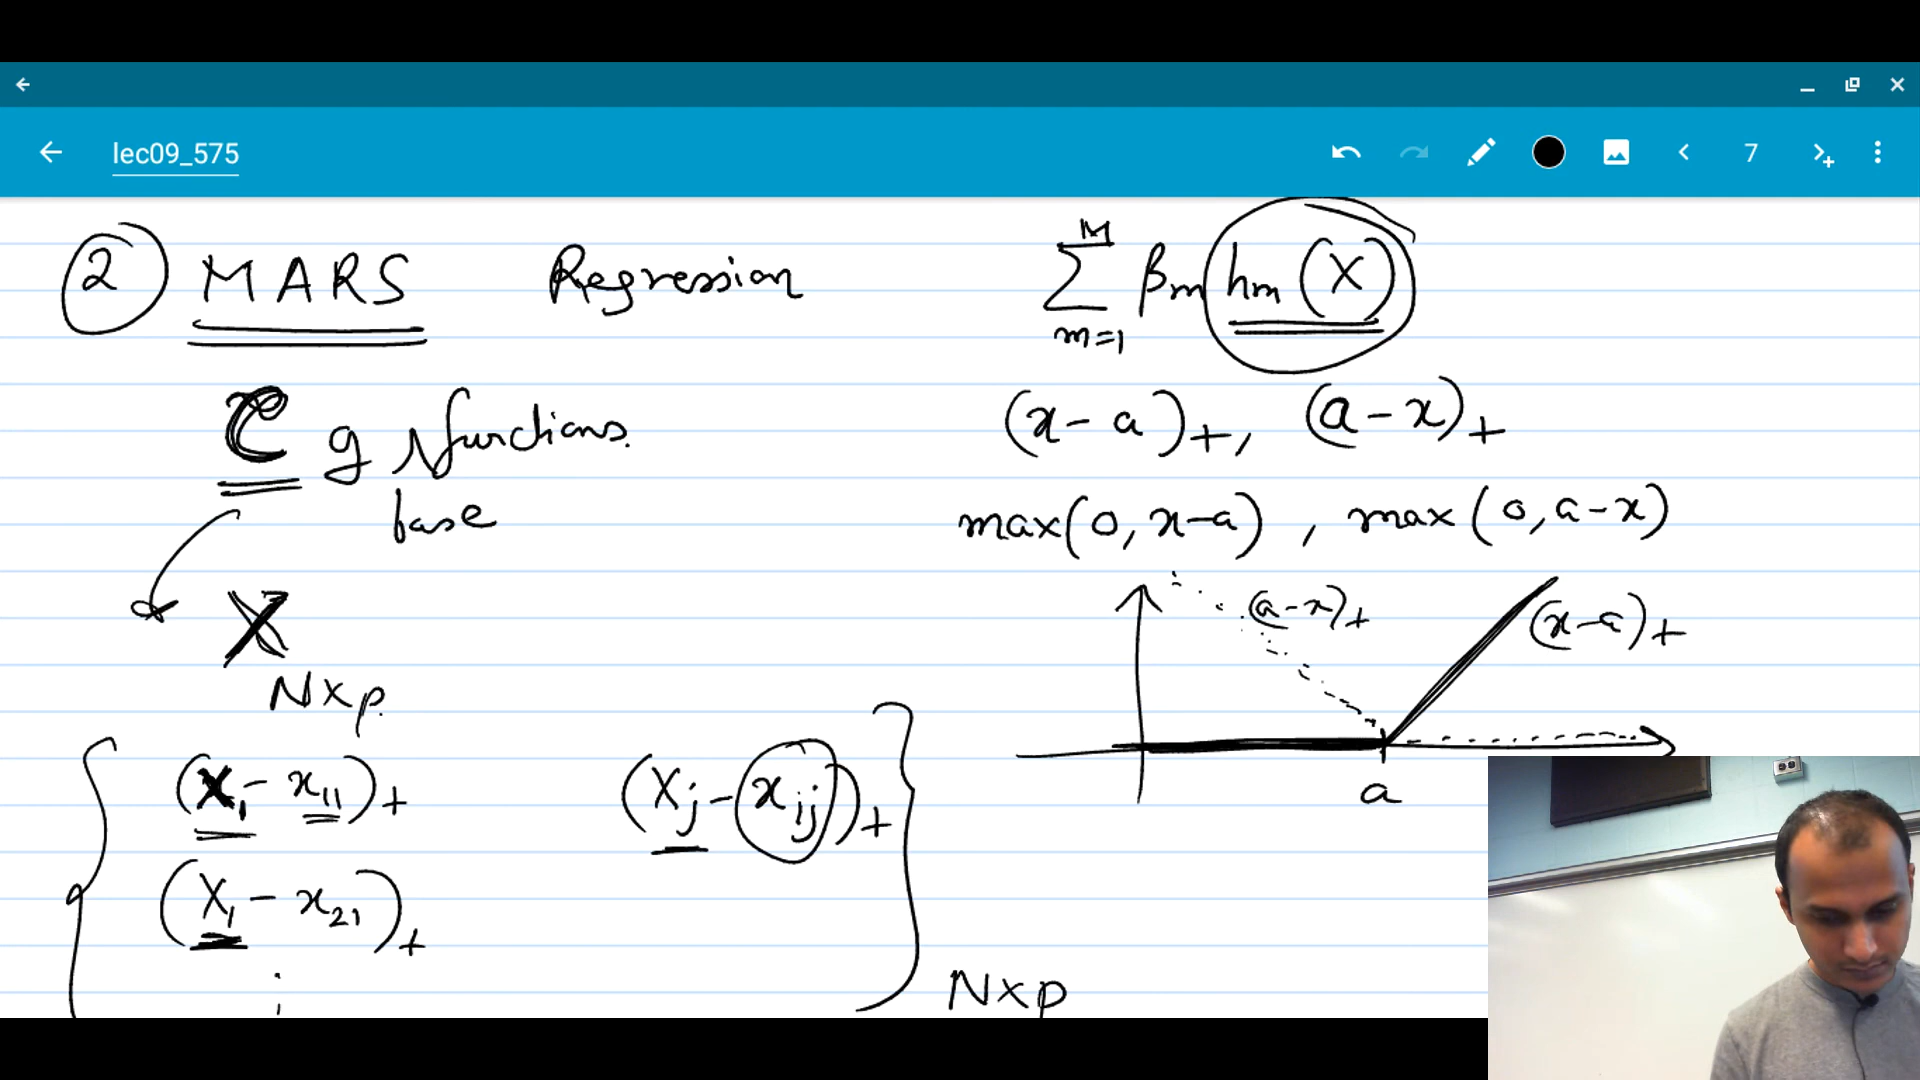 lec09_575
7
② MARS Regression
∑_{m=1}^{M} βm hm (X)
C g functions.
base
(x - a)+, (a - x)+
max(0, x-a) , max (0, a-x)
X
N x p.
(a-x)+
(x-a)+
a
(X₁ - x₁₁)+ (Xj - xij)+
(X₁ - x₂₁)+
N x p